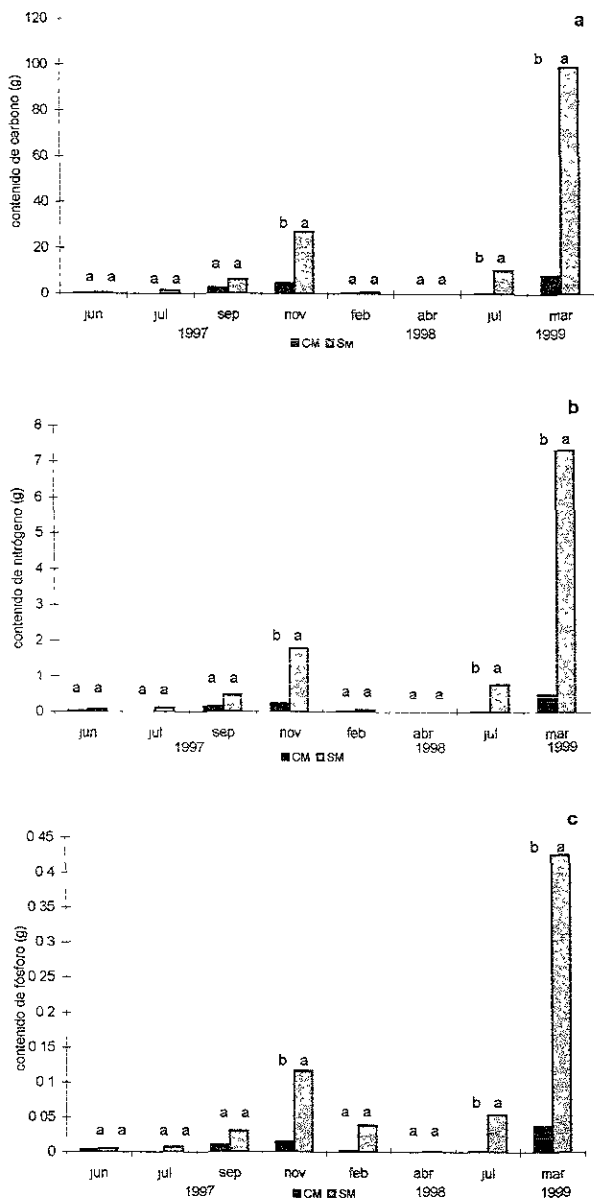 a
contenido de carbono (g)
120
100
80
60
40
20
0
a a a a a a b a a a a a b a b a
jun jul sep nov feb abr jul mar
1997 1998 1999
CM SM
b
contenido de nitrógeno (g)
8
7
6
5
4
3
2
1
0
a a a a a a b a a a a a b a b a
jun jul sep nov feb abr jul mar
1997 1998 1999
CM SM
c
contenido de fósforo (g)
0 45
0 4
0 35
0 3
0 25
0 2
0 15
0 1
0 05
0
a a a a a a b a a a a a b a b a
jun jul sep nov feb abr jul mar
1997 1998 1999
CM SM